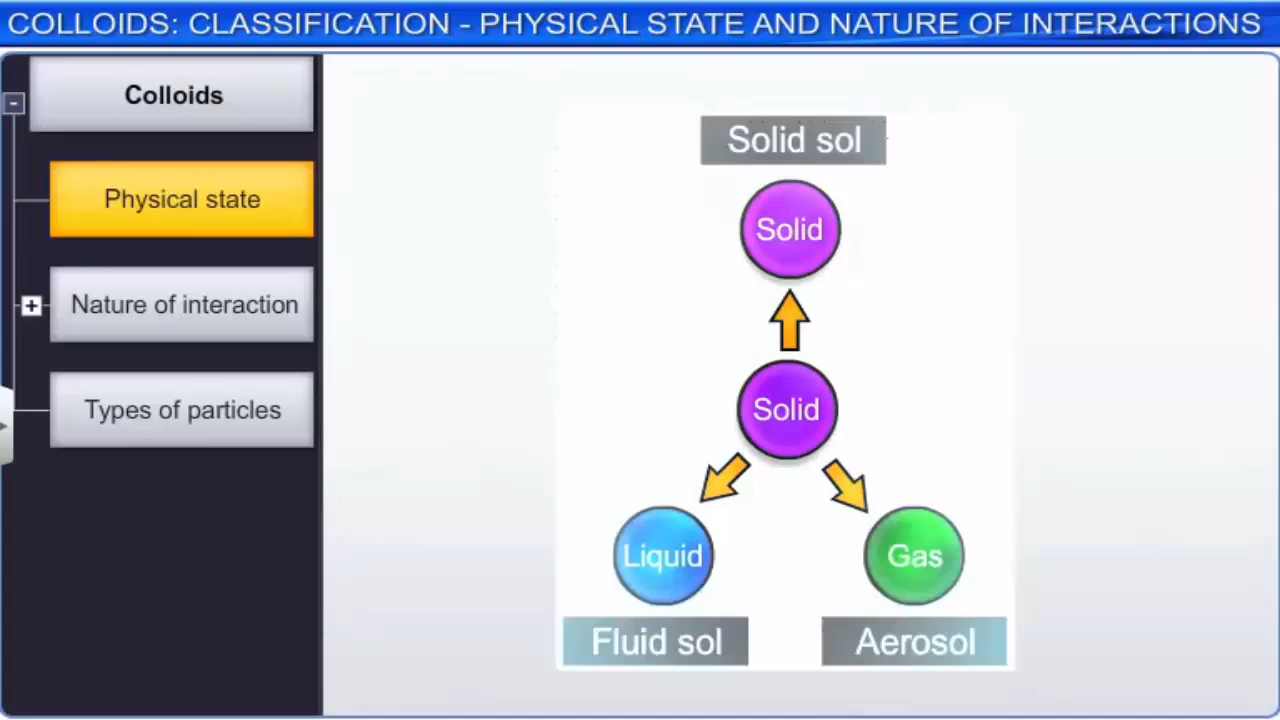 COLLOIDS: CLASSIFICATION - PHYSICAL STATE AND NATURE OF INTERACTIONS
Colloids
Physical state
Nature of interaction
Types of particles
Solid sol
Solid
Solid
Liquid
Gas
Fluid sol
Aerosol